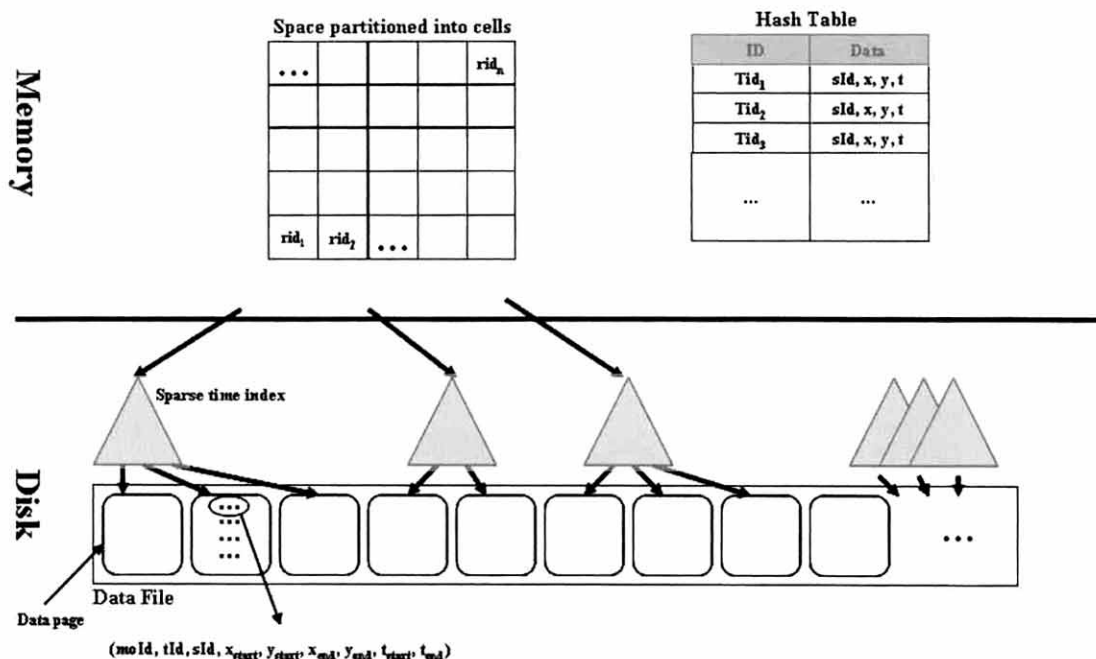 Memory
Space partitioned into cells
... rid_n
rid_1 rid_2 ...
Hash Table
ID Data
Tid_1 sId, x, y, t
Tid_2 sId, x, y, t
Tid_3 sId, x, y, t
... ...
Disk
Sparse time index
...
...
...
...
...
Data File
Data page
(moId, tId, sId, x_start, y_start, x_end, y_end, t_start, t_end)